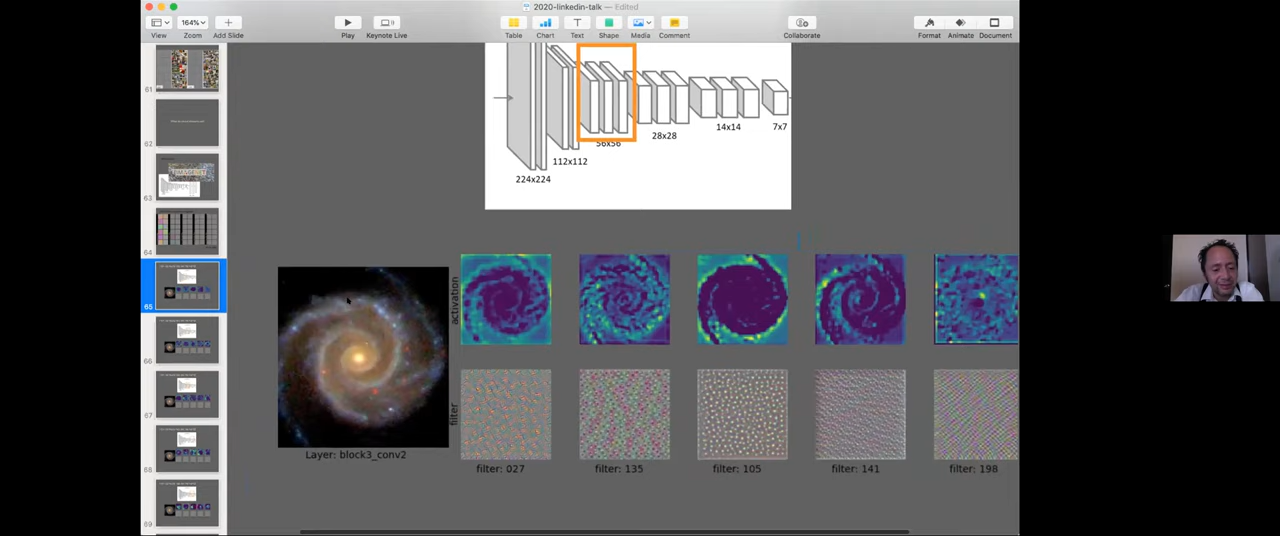 2020-linkedin-talk — Edited
164%
View
Zoom
Add Slide
Play
Keynote Live
Table
Chart
Text
Shape
Media
Comment
Collaborate
Format
Animate
Document
61
62
63
64
65
66
67
68
69
224x224
112x112
56x56
28x28
14x14
7x7
activation
filter
Layer: block3_conv2
filter: 027
filter: 135
filter: 105
filter: 141
filter: 198